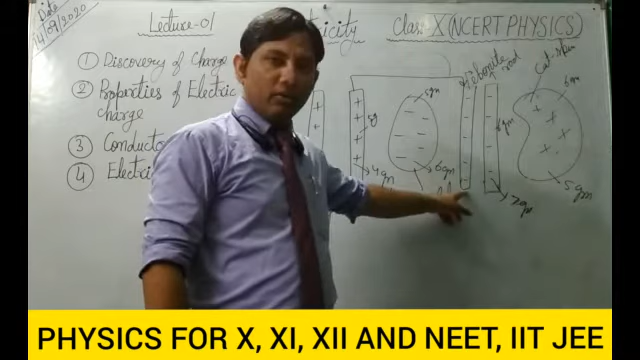 Date
14/09/2020
Lecture-01
tricity
Class-X (NCERT PHYSICS)
① Discovery of Charge
② Properties of Electric
charge
③ Conducto
④ Electri
Ebonite rod
Cat-skin
5gm
6gm
4gm
7gm
5gm
PHYSICS FOR X, XI, XII AND NEET, IIT JEE